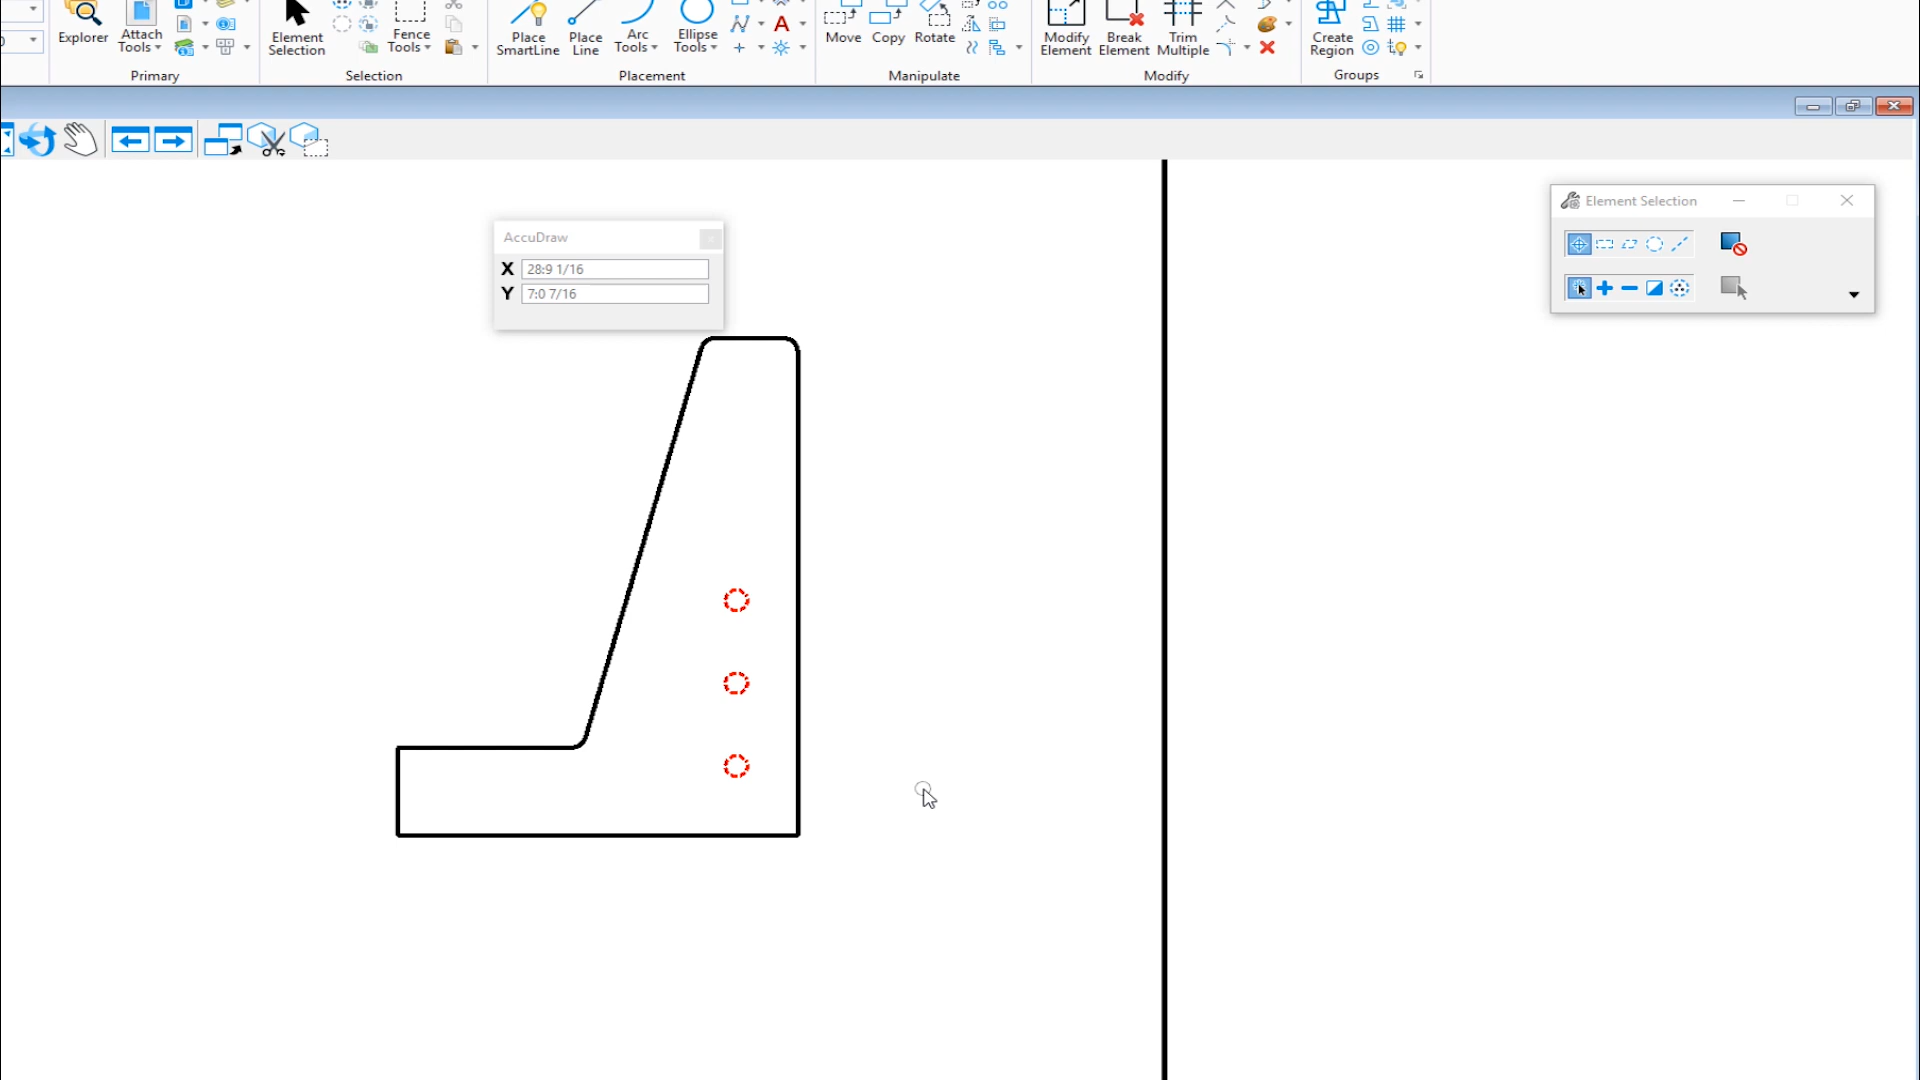 Explorer
Attach
Tools
Element
Selection
Fence
Tools
Place
SmartLine
Place
Line
Arc
Tools
Ellipse
Tools
A
Move
Copy
Rotate
Modify
Element
Break
Element
Trim
Multiple
Create
Region
Primary
Selection
Placement
Manipulate
Modify
Groups
Element Selection
AccuDraw
X 28:9 1/16
Y 7:0 7/16